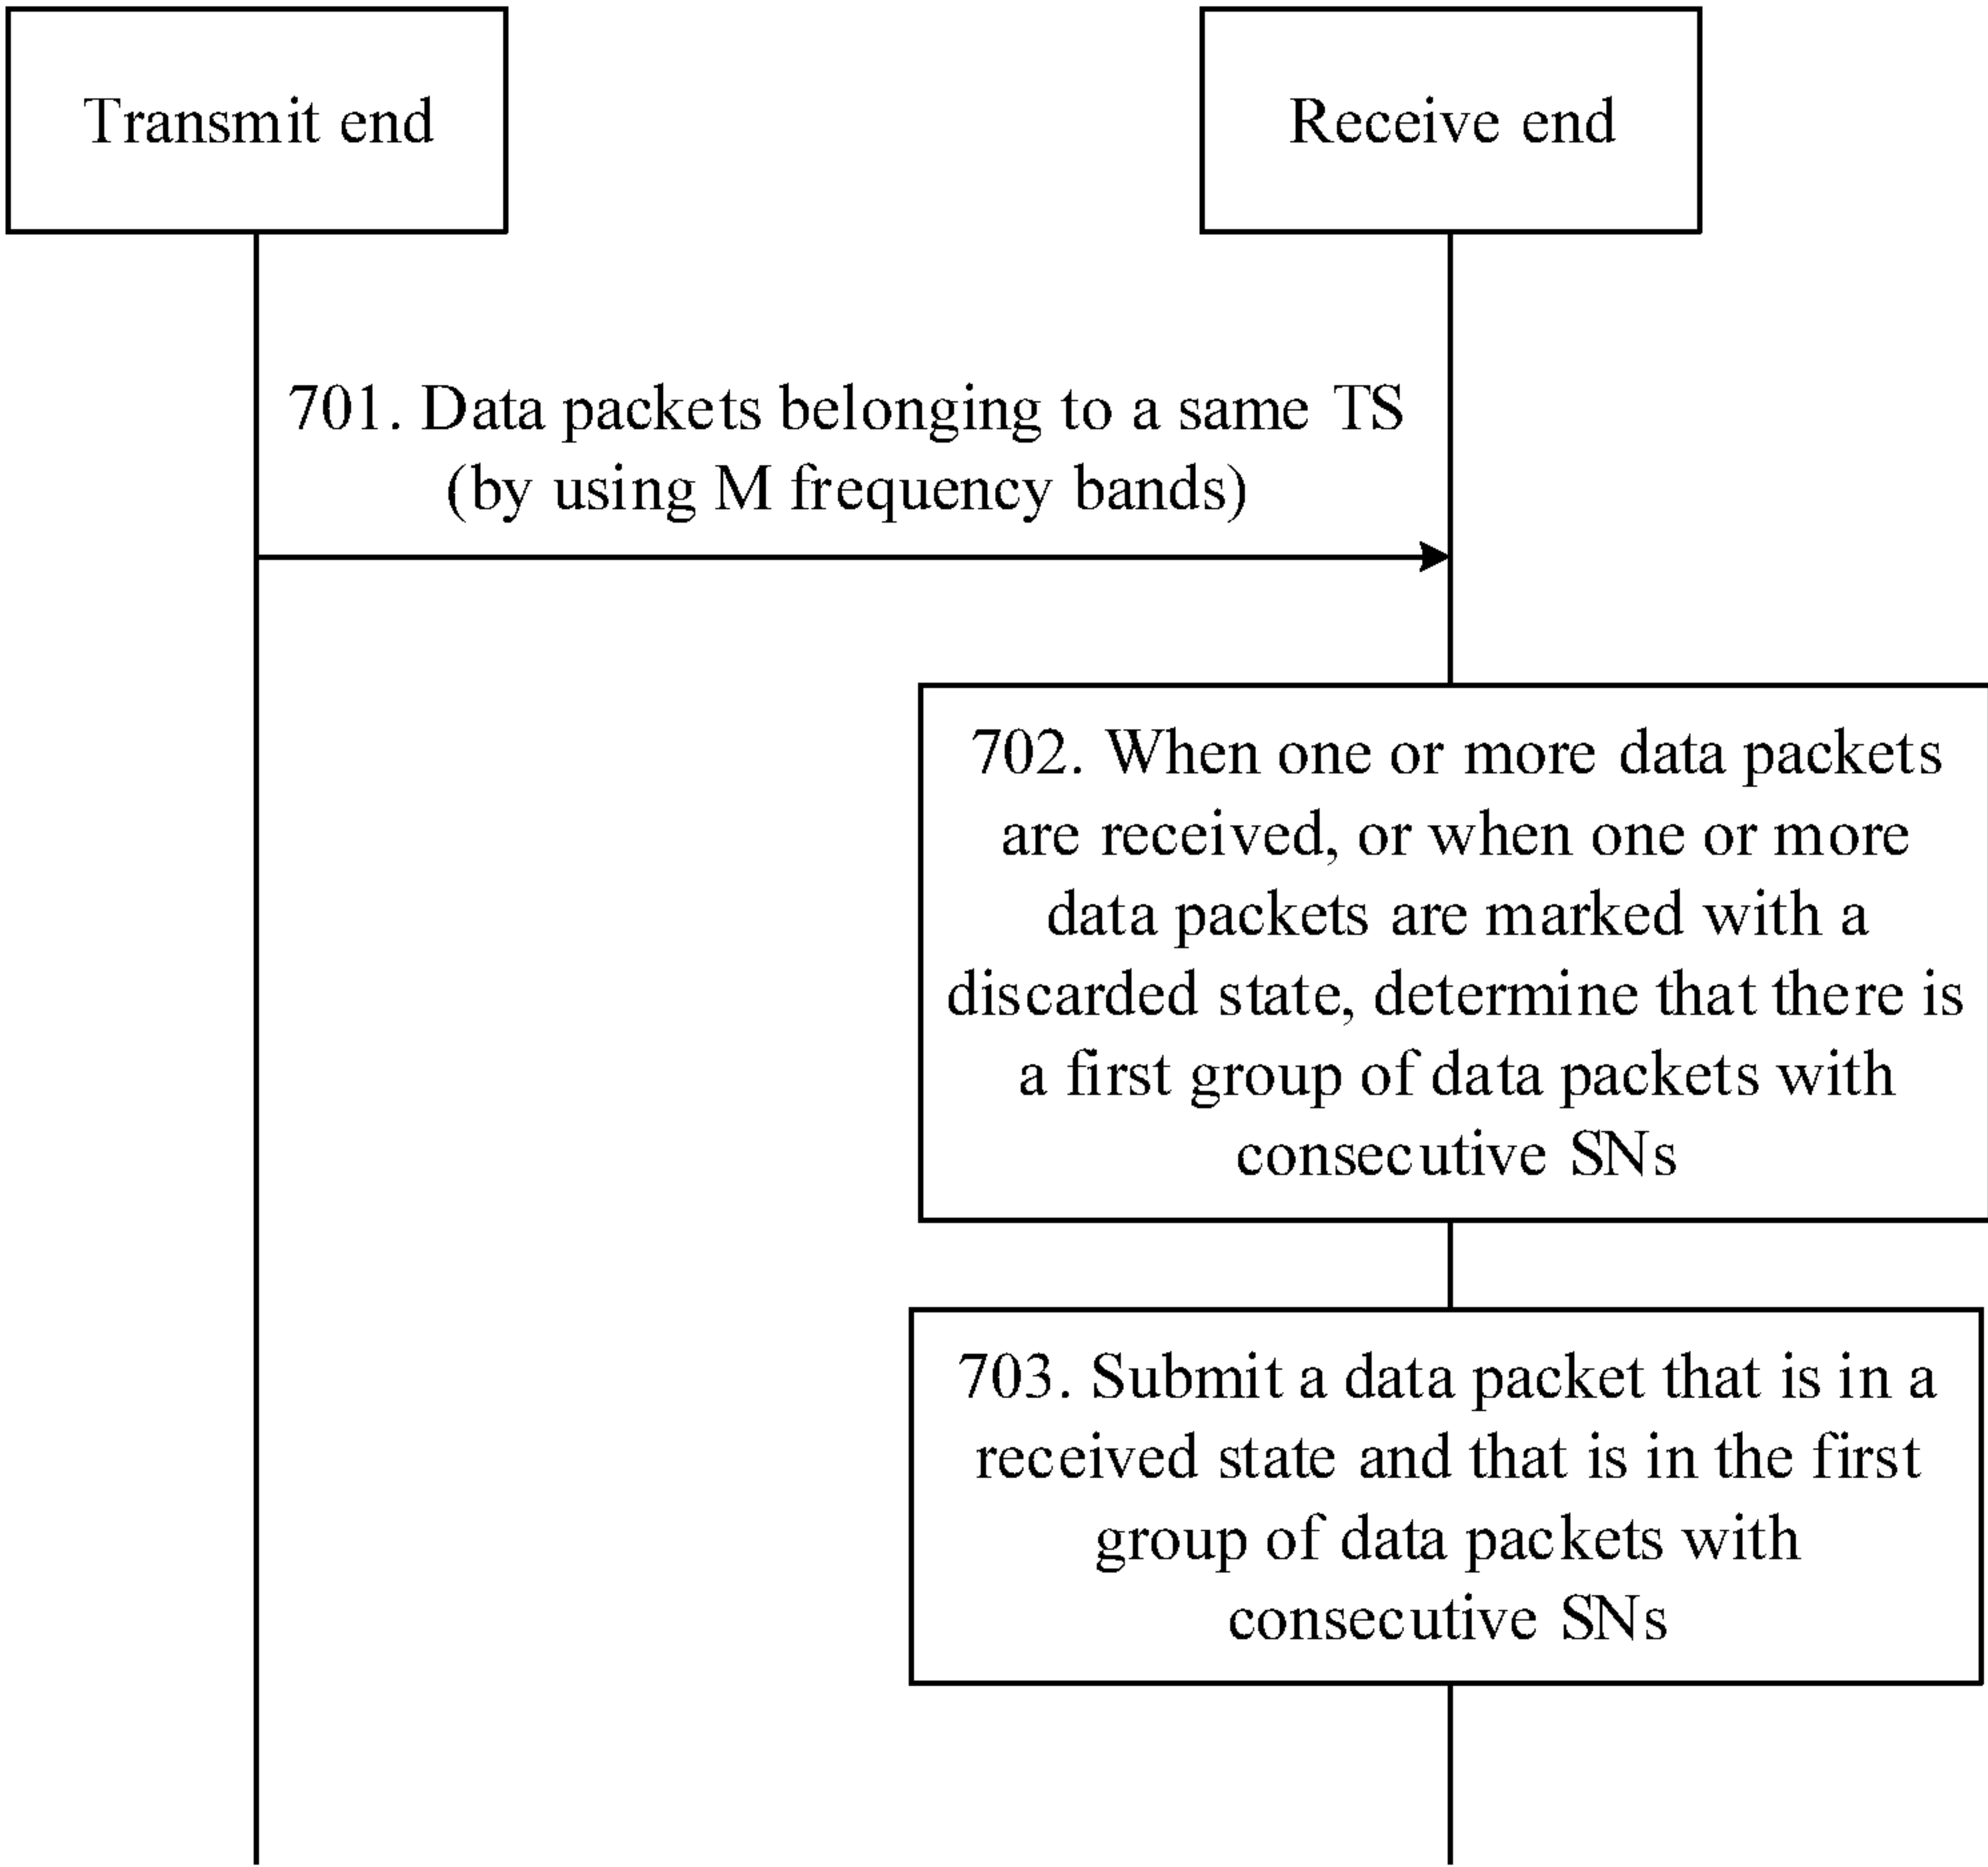 Transmit end
Receive end
701. Data packets belonging to a same TS
(by using M frequency bands)
702. When one or more data packets
are received, or when one or more
data packets are marked with a
discarded state, determine that there is
a first group of data packets with
consecutive SNs
703. Submit a data packet that is in a
received state and that is in the first
group of data packets with
consecutive SNs